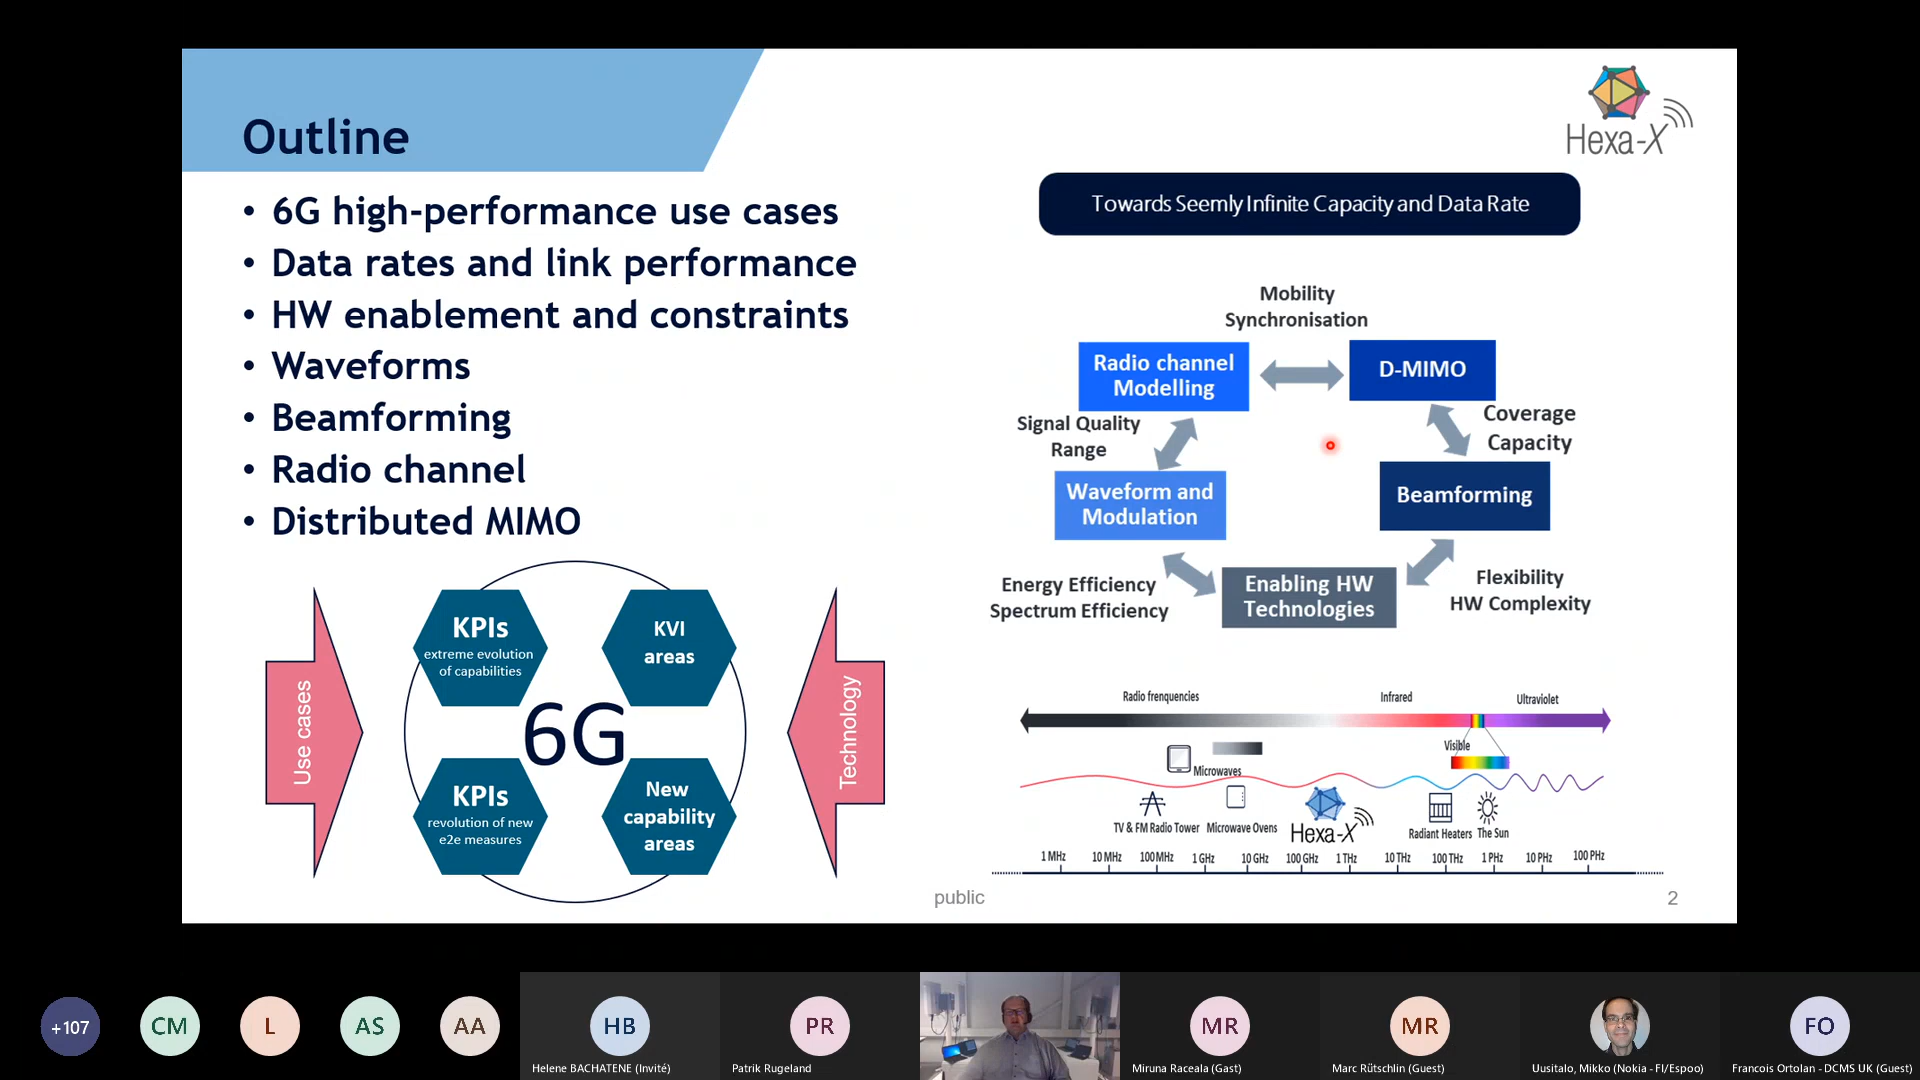 Outline
Hexa-X
• 6G high-performance use cases
• Data rates and link performance
• HW enablement and constraints
• Waveforms
• Beamforming
• Radio channel
• Distributed MIMO
Use cases
KPIs
extreme evolution
of capabilities
KVI
areas
6G
KPIs
revolution of new
e2e measures
New
capability
areas
Technology
Towards Seemly Infinite Capacity and Data Rate
Mobility
Synchronisation
Radio channel
Modelling
D-MIMO
Signal Quality
Range
Coverage
Capacity
Waveform and
Modulation
Beamforming
Energy Efficiency
Spectrum Efficiency
Enabling HW
Technologies
Flexibility
HW Complexity
Radio frenquencies
Infrared
Ultraviolet
Visible
Microwaves
TV & FM Radio Tower
Microwave Ovens
Hexa-X
Radiant Heaters
The Sun
1 MHz 10 MHz 100 MHz 1 GHz 10 GHz 100 GHz 1 THz 10 THz 100 THz 1 PHz 10 PHz 100 PHz
public
2
+107
CM
L
AS
AA
HB
Helene BACHATENE (Invité)
PR
Patrik Rugeland
MR
Miruna Raceala (Gast)
MR
Marc Rütschlin (Guest)
Uusitalo, Mikko (Nokia - FI/Espoo)
FO
Francois Ortolan - DCMS UK (Guest)